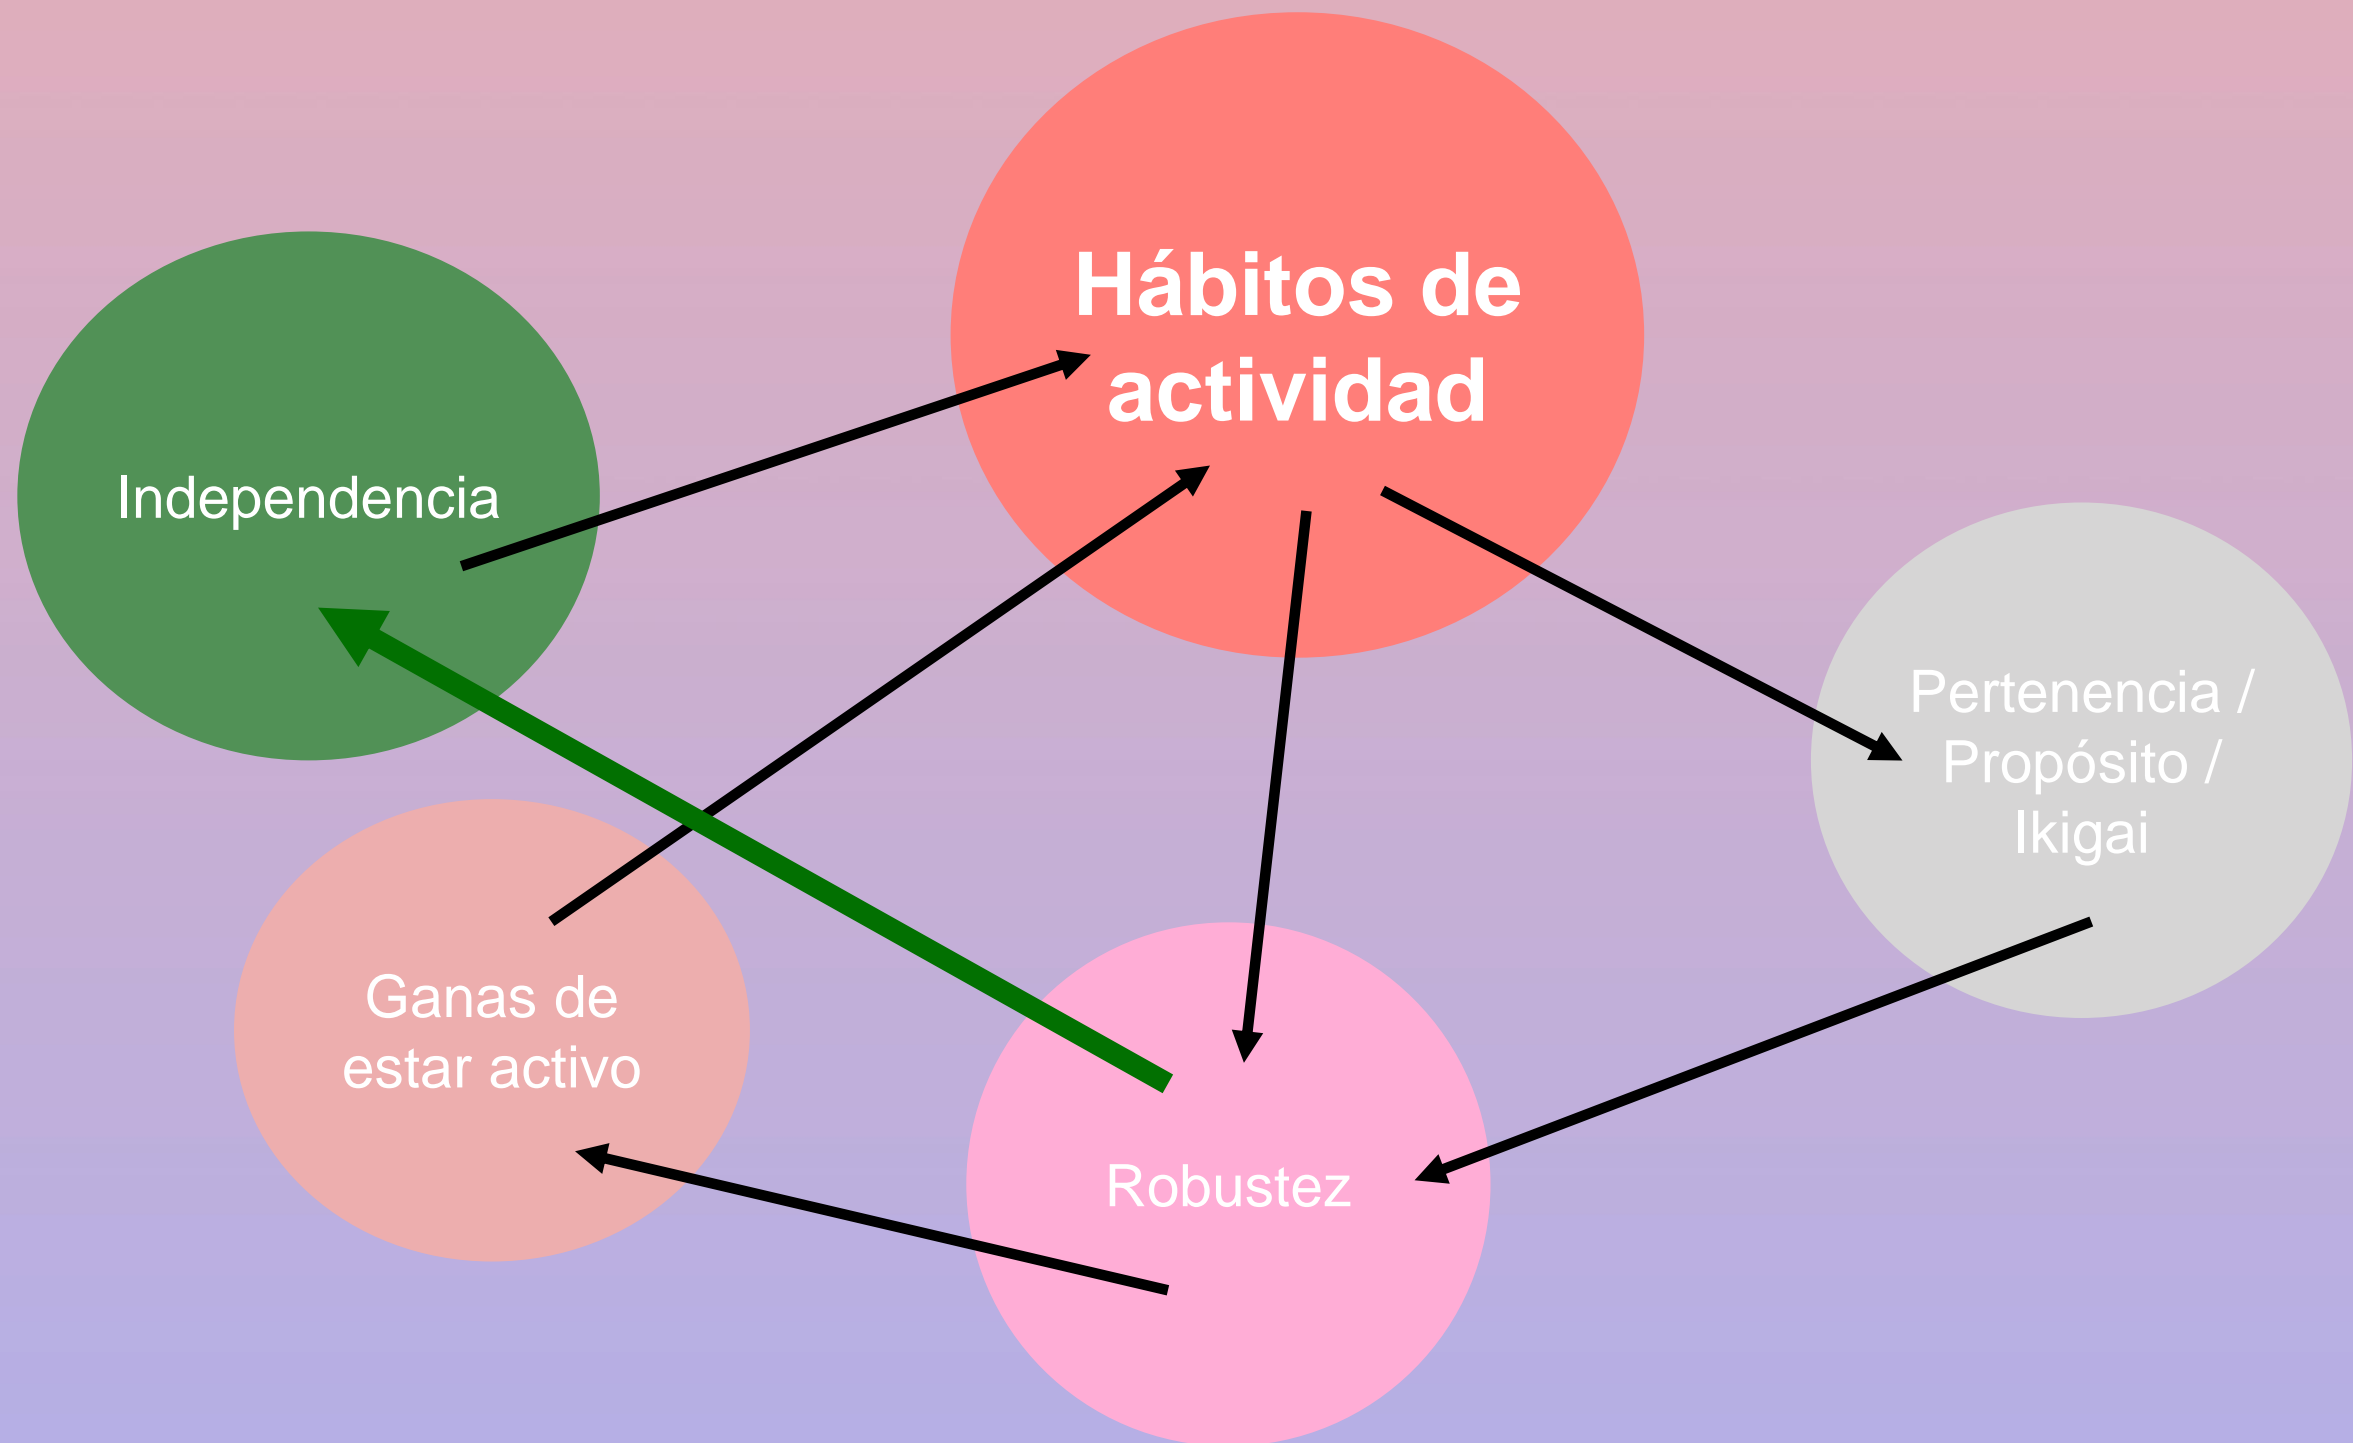 Hábitos de
actividad
Independencia
Pertenencia /
Propósito /
Ikigai
Ganas de
estar activo
Robustez